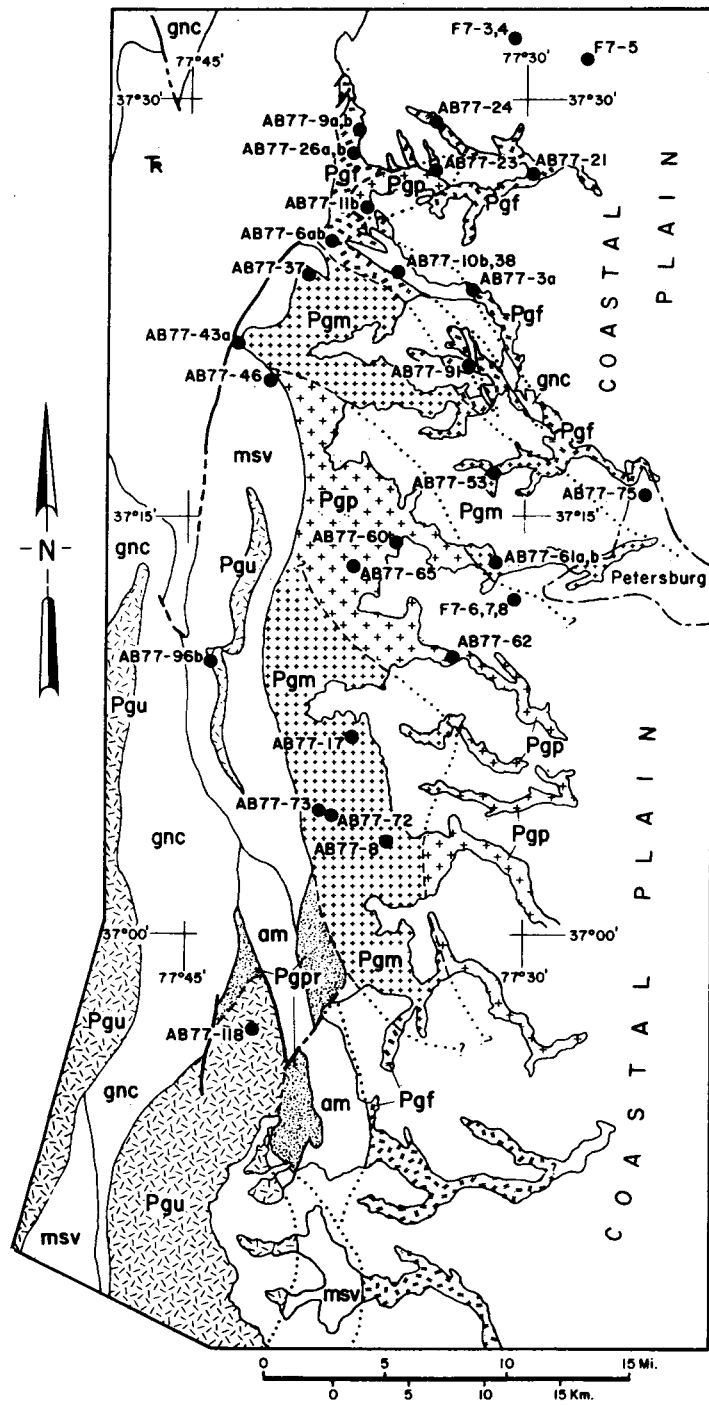 gnc
77°45'
37°30'
F7-3,4
77°30'
F7-5
37°30'
AB77-24
AB77-9a,b
AB77-26a,b
AB77-23
AB77-21
TR
Pgf
Pgp
Pgf
AB77-11b
AB77-6ab
AB77-10b,38
AB77-37
AB77-3a
Pgf
COASTAL PLAIN
Pgm
AB77-43a
AB77-91
gnc
AB77-46
Pgf
msv
N
AB77-53
Pgp
AB77-75
37°15'
Pgm
37°15'
gnc
AB77-60
AB77-61a,b
Pgu
AB77-65
Petersburg
F7-6,7,8
AB77-62
AB77-96b
Pgm
Pgu
AB77-17
Pgp
AB77-73
AB77-72
gnc
AB77-8
Pgp
COASTAL PLAIN
37°00'
am
37°00'
77°45'
Pgpr
Pgm
77°30'
Pgu
AB77-118
?
?
gnc
am
Pgf
Pgu
msv
msv
0 5 10 15 Mi.
0 5 10 15 Km.